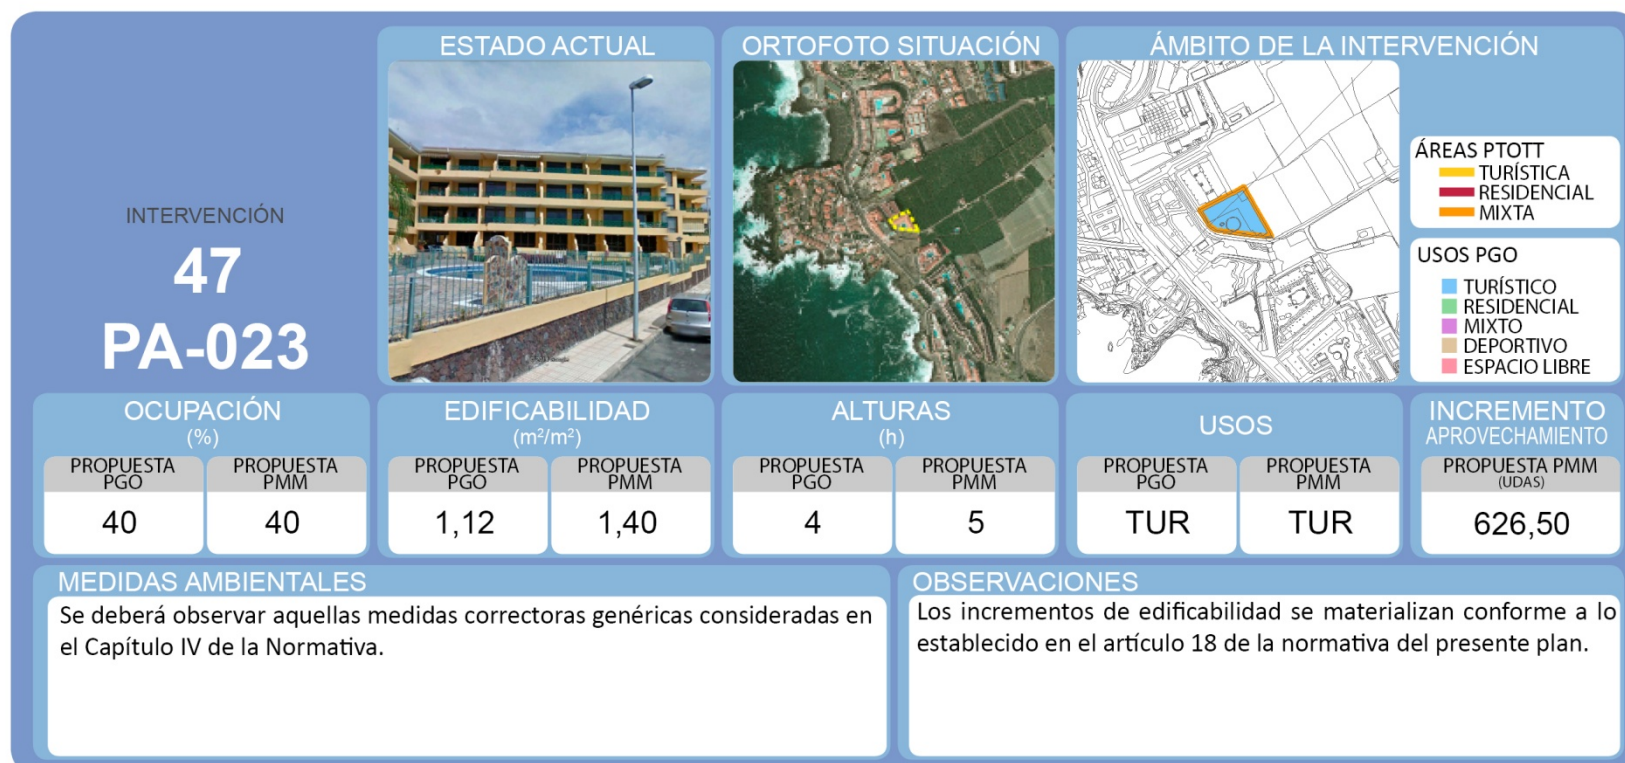 INTERVENCIÓN
47
PA-023
ESTADO ACTUAL
ORTOFOTO SITUACIÓN
ÁMBITO DE LA INTERVENCIÓN
ÁREAS PTOTT
TURÍSTICA
RESIDENCIAL
MIXTA
USOS PGO
TURÍSTICO
RESIDENCIAL
MIXTO
DEPORTIVO
ESPACIO LIBRE
OCUPACIÓN
(%)
PROPUESTA PGO
PROPUESTA PMM
40
40
EDIFICABILIDAD
(m²/m²)
PROPUESTA PGO
PROPUESTA PMM
1,12
1,40
ALTURAS
(h)
PROPUESTA PGO
PROPUESTA PMM
4
5
USOS
PROPUESTA PGO
PROPUESTA PMM
TUR
TUR
INCREMENTO
APROVECHAMIENTO
PROPUESTA PMM
(UDAS)
626,50
MEDIDAS AMBIENTALES
Se deberá observar aquellas medidas correctoras genéricas consideradas en
el Capítulo IV de la Normativa.
OBSERVACIONES
Los incrementos de edificabilidad se materializan conforme a lo
establecido en el artículo 18 de la normativa del presente plan.